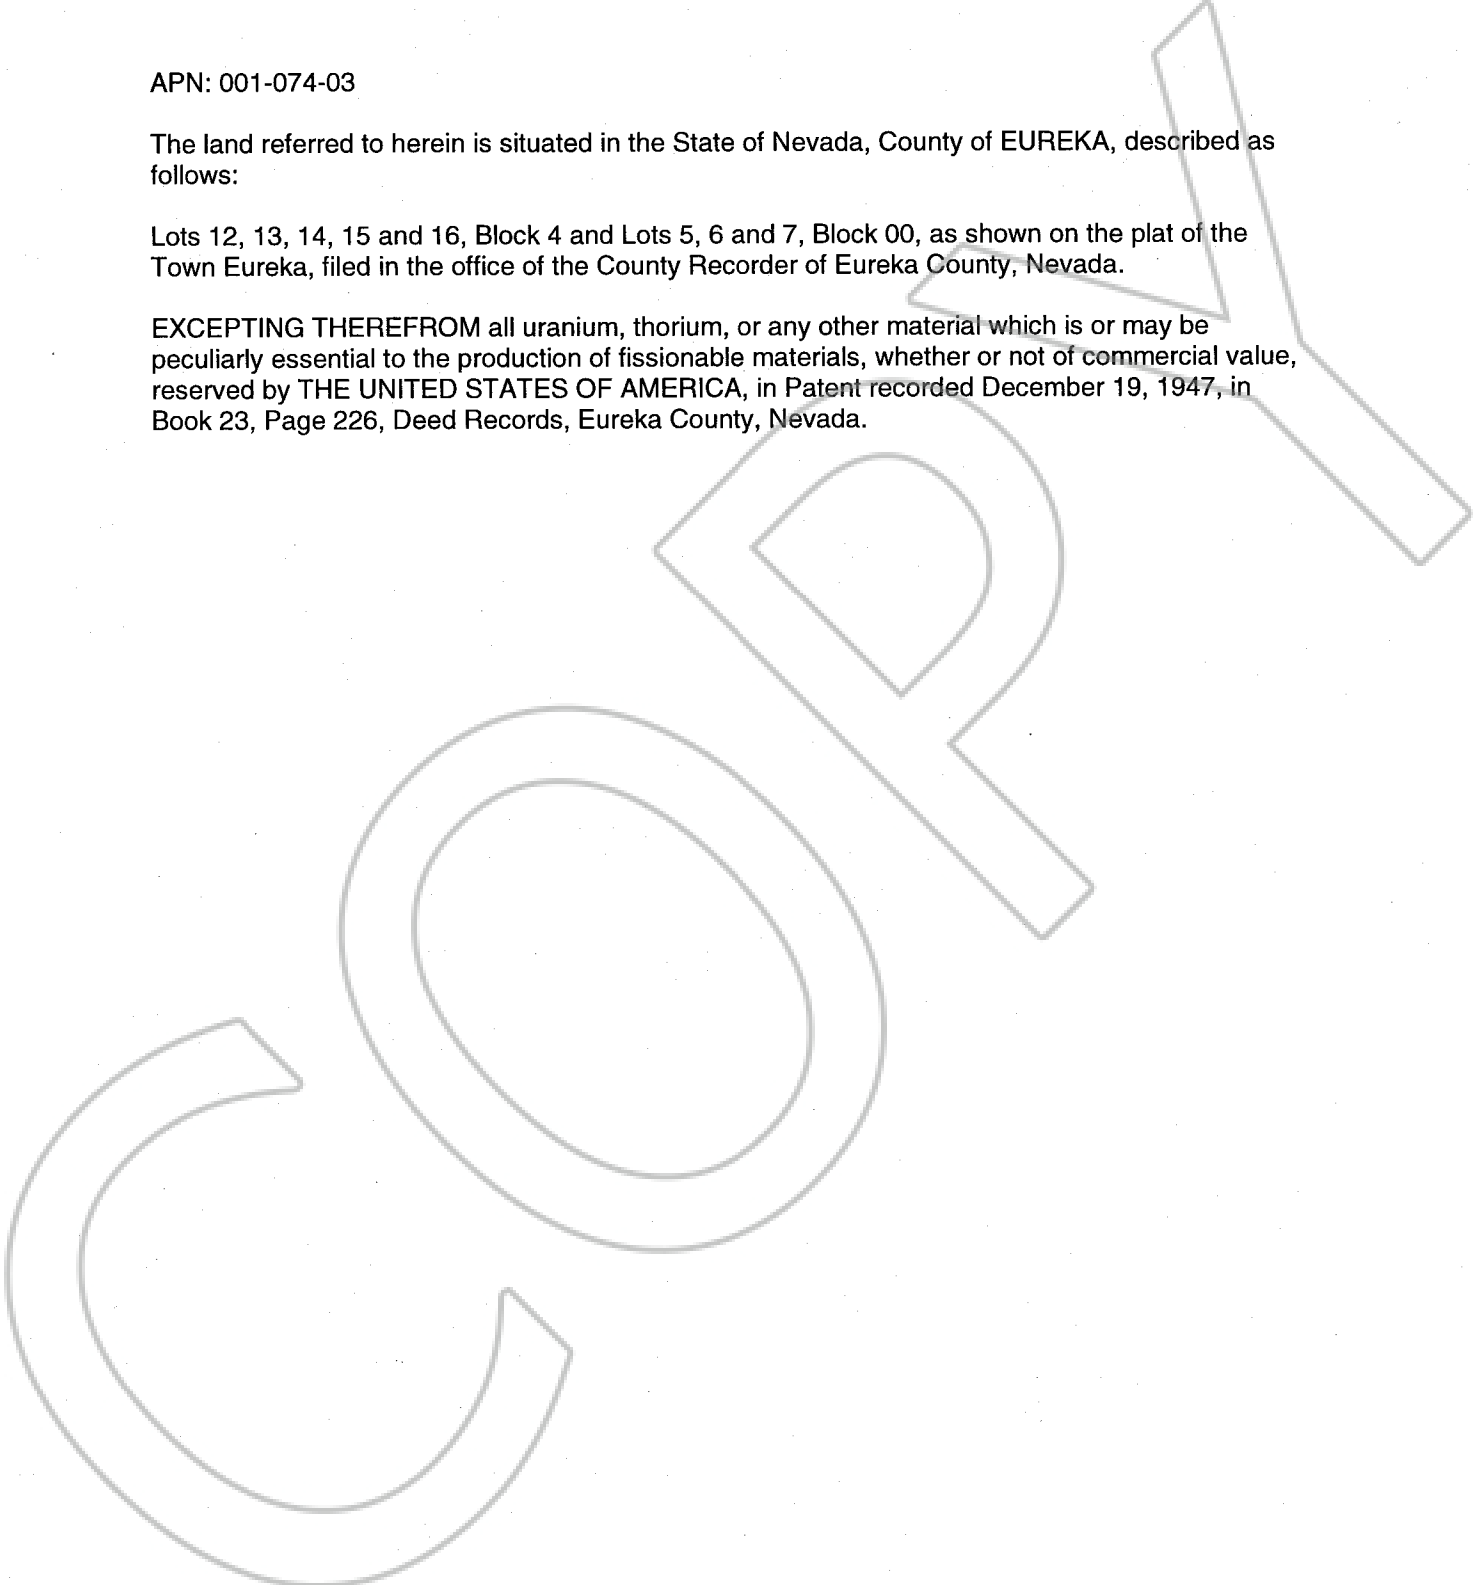 APN: 001-074-03
The land referred to herein is situated in the State of Nevada, County of EUREKA, described as
follows:
Lots 12, 13, 14, 15 and 16, Block 4 and Lots 5, 6 and 7, Block 00, as shown on the plat of the
Town Eureka, filed in the office of the County Recorder of Eureka County, Nevada.
EXCEPTING THEREFROM all uranium, thorium, or any other material which is or may be
peculiarly essential to the production of fissionable materials, whether or not of commercial value,
reserved by THE UNITED STATES OF AMERICA, in Patent recorded December 19, 1947, in
Book 23, Page 226, Deed Records, Eureka County, Nevada.
COPY